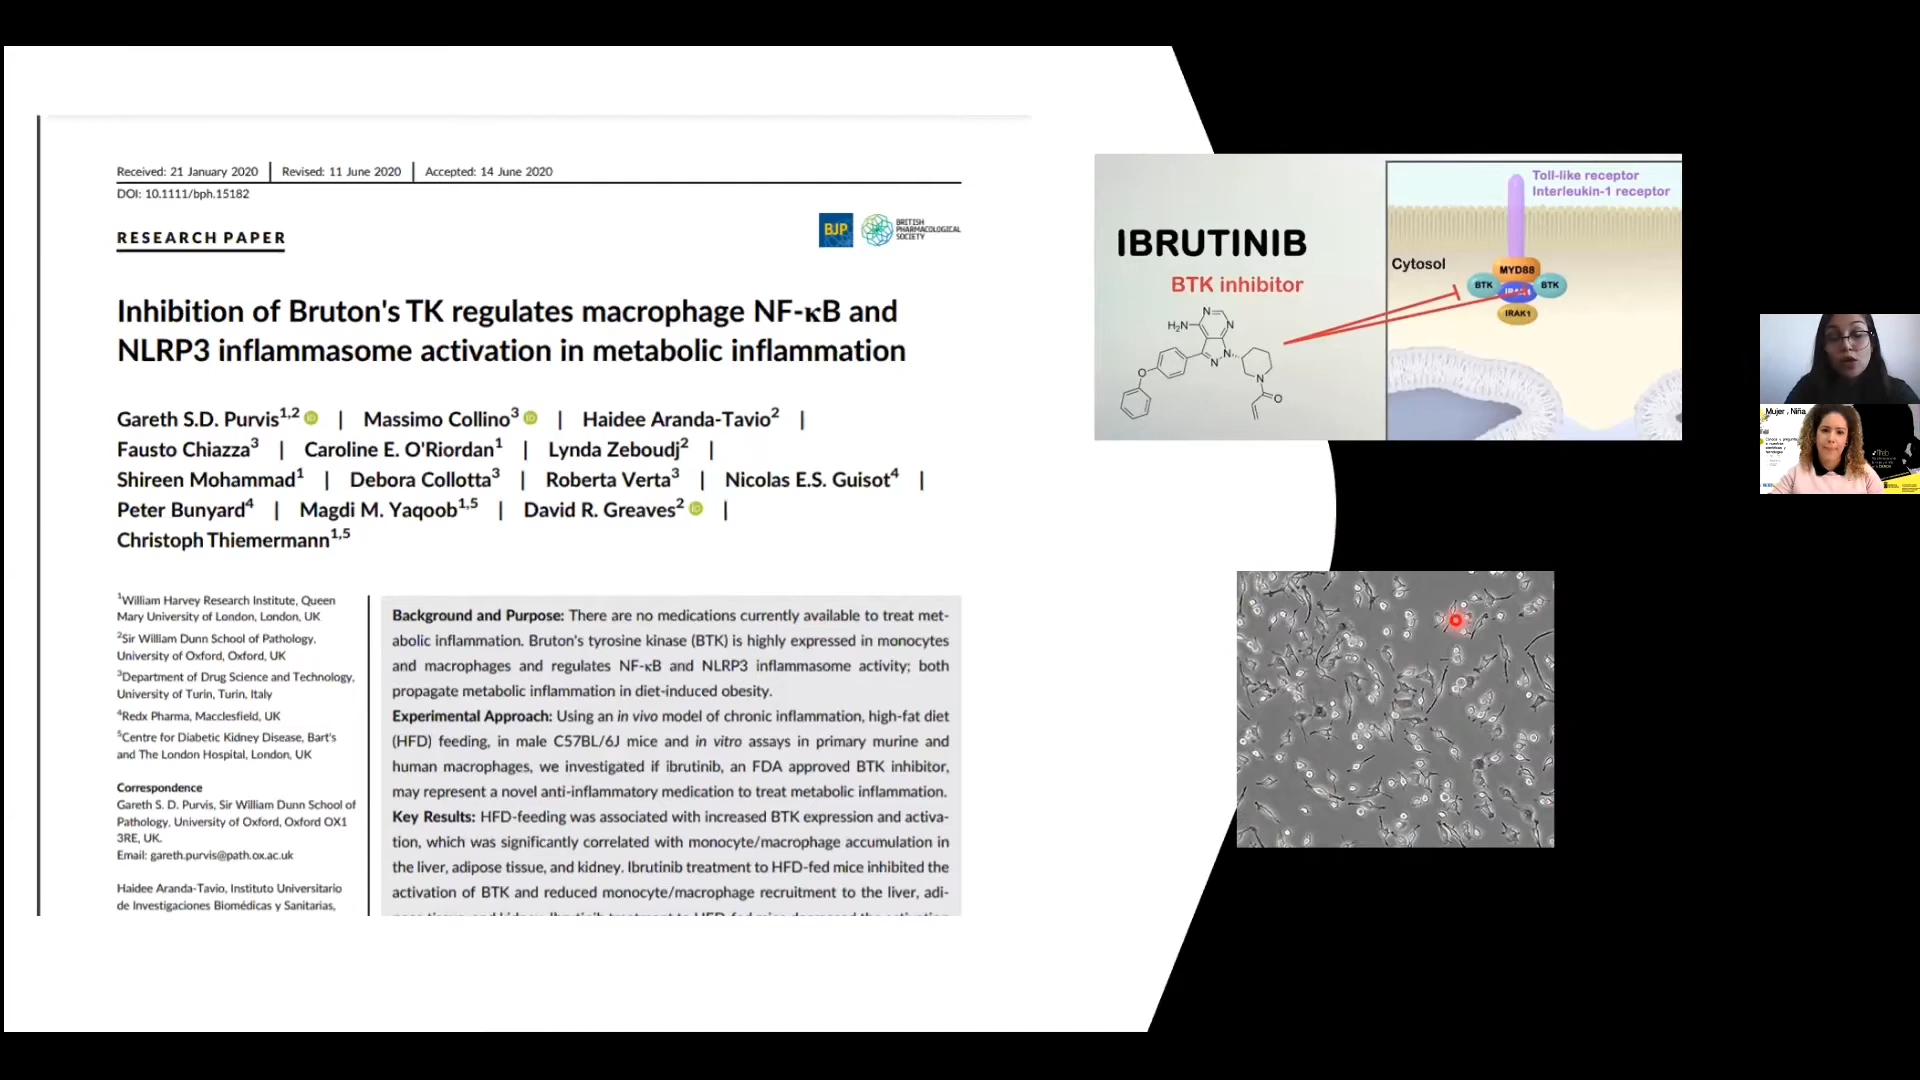 Received: 21 January 2020 | Revised: 11 June 2020 | Accepted: 14 June 2020
DOI: 10.1111/bph.15182
RESEARCH PAPER
BJP
BRITISH
PHARMACOLOGICAL
SOCIETY
Inhibition of Bruton's TK regulates macrophage NF-κB and
NLRP3 inflammasome activation in metabolic inflammation
Gareth S.D. Purvis1,2 | Massimo Collino3 | Haidee Aranda-Tavio2 |
Fausto Chiazza3 | Caroline E. O'Riordan1 | Lynda Zeboudj2 |
Shireen Mohammad1 | Debora Collotta3 | Roberta Verta3 | Nicolas E.S. Guisot4 |
Peter Bunyard4 | Magdi M. Yaqoob1,5 | David R. Greaves2 |
Christoph Thiemermann1,5
1William Harvey Research Institute, Queen
Mary University of London, London, UK
2Sir William Dunn School of Pathology,
University of Oxford, Oxford, UK
3Department of Drug Science and Technology,
University of Turin, Turin, Italy
4Redx Pharma, Macclesfield, UK
5Centre for Diabetic Kidney Disease, Bart's
and The London Hospital, London, UK
Correspondence
Gareth S. D. Purvis, Sir William Dunn School of
Pathology, University of Oxford, Oxford OX1
3RE, UK.
Email: gareth.purvis@path.ox.ac.uk
Haidee Aranda-Tavio, Instituto Universitario
de Investigaciones Biomédicas y Sanitarias,
Background and Purpose: There are no medications currently available to treat met-
abolic inflammation. Bruton's tyrosine kinase (BTK) is highly expressed in monocytes
and macrophages and regulates NF-κB and NLRP3 inflammasome activity; both
propagate metabolic inflammation in diet-induced obesity.
Experimental Approach: Using an in vivo model of chronic inflammation, high-fat diet
(HFD) feeding, in male C57BL/6J mice and in vitro assays in primary murine and
human macrophages, we investigated if ibrutinib, an FDA approved BTK inhibitor,
may represent a novel anti-inflammatory medication to treat metabolic inflammation.
Key Results: HFD-feeding was associated with increased BTK expression and activa-
tion, which was significantly correlated with monocyte/macrophage accumulation in
the liver, adipose tissue, and kidney. Ibrutinib treatment to HFD-fed mice inhibited the
activation of BTK and reduced monocyte/macrophage recruitment to the liver, adi-
IBRUTINIB
BTK inhibitor
H2N
N
N
N
N
O
N
O
Toll-like receptor
Interleukin-1 receptor
Cytosol
MYD88
BTK
BTK
IRAK1
Mujer, Niña